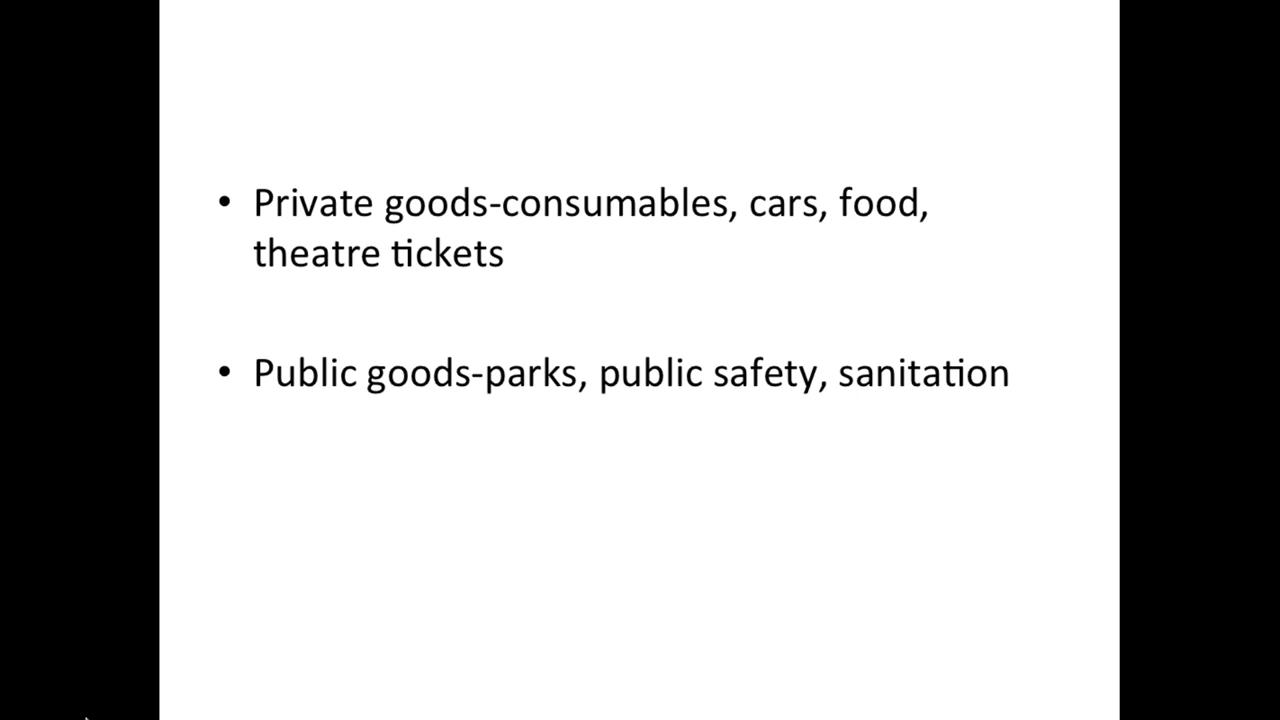 • Private goods-consumables, cars, food,
theatre tickets
• Public goods-parks, public safety, sanitation